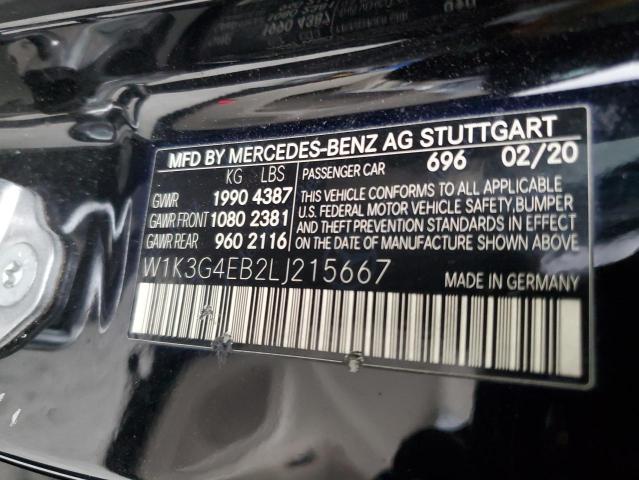 MFD BY MERCEDES-BENZ AG STUTTGART
KG LBS PASSENGER CAR 696 02/20
GVWR 1990 4387 THIS VEHICLE CONFORMS TO ALL APPLICABLE
GAWR FRONT 1080 2381 U.S. FEDERAL MOTOR VEHICLE SAFETY, BUMPER
GAWR REAR 960 2116 AND THEFT PREVENTION STANDARDS IN EFFECT
ON THE DATE OF MANUFACTURE SHOWN ABOVE.
W1K3G4EB2LJ215667 MADE IN GERMANY